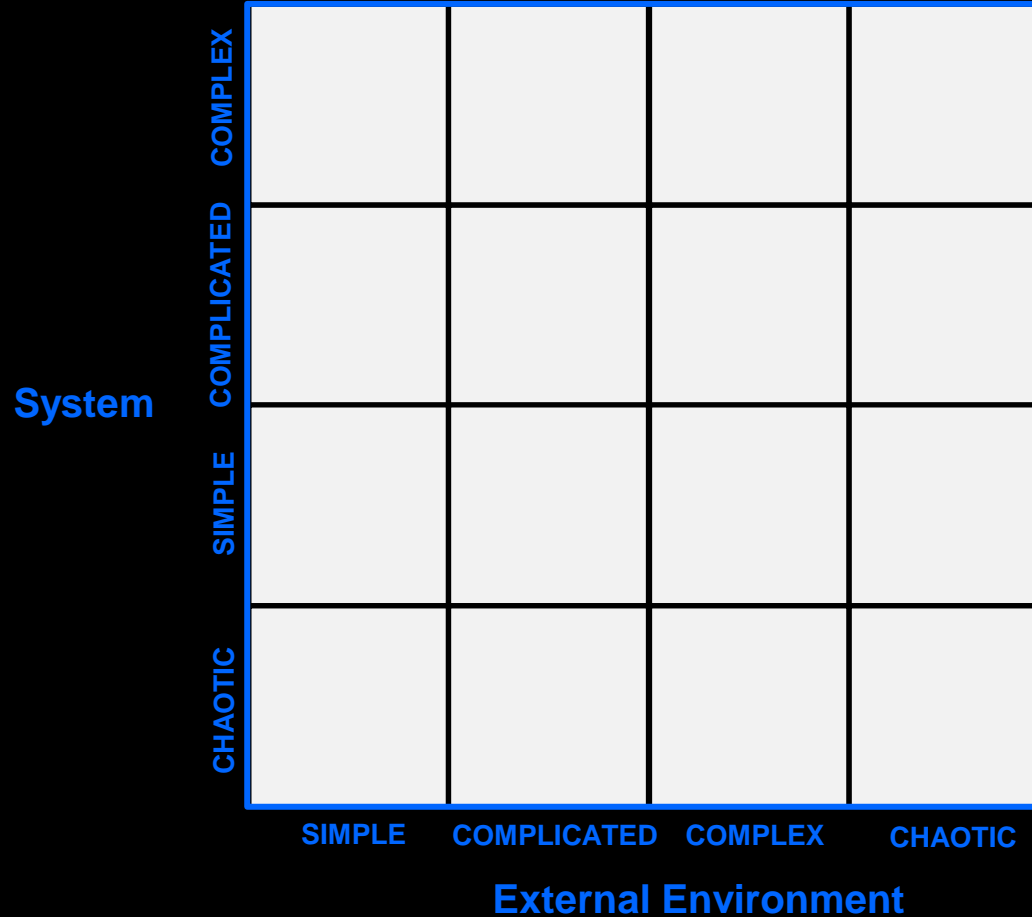 COMPLEX
COMPLICATED
System
SIMPLE
CHAOTIC
SIMPLE COMPLICATED COMPLEX CHAOTIC
External Environment